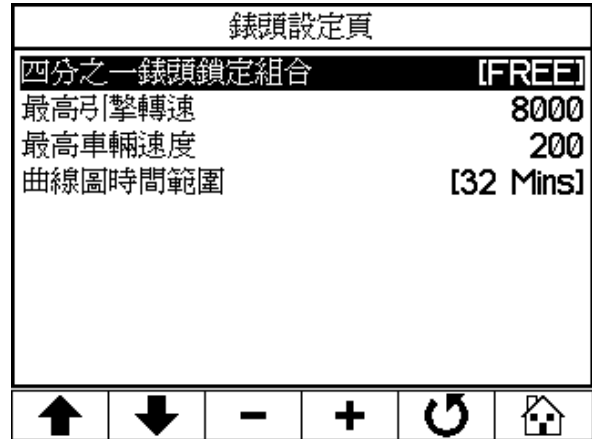 錶頭設定頁
四分之一錶頭鎖定組合 [FREE]
最高引擎轉速 8000
最高車輛速度 200
曲線圖時間範圍 [32 Mins]